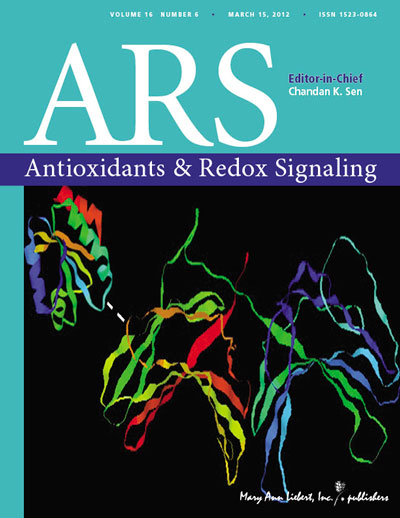 VOLUME 16 NUMBER 6 • MARCH 15, 2012 • ISSN 1523-0864
ARS
Editor-in-Chief
Chandan K. Sen
Antioxidants & Redox Signaling
Mary Ann Liebert, Inc. publishers